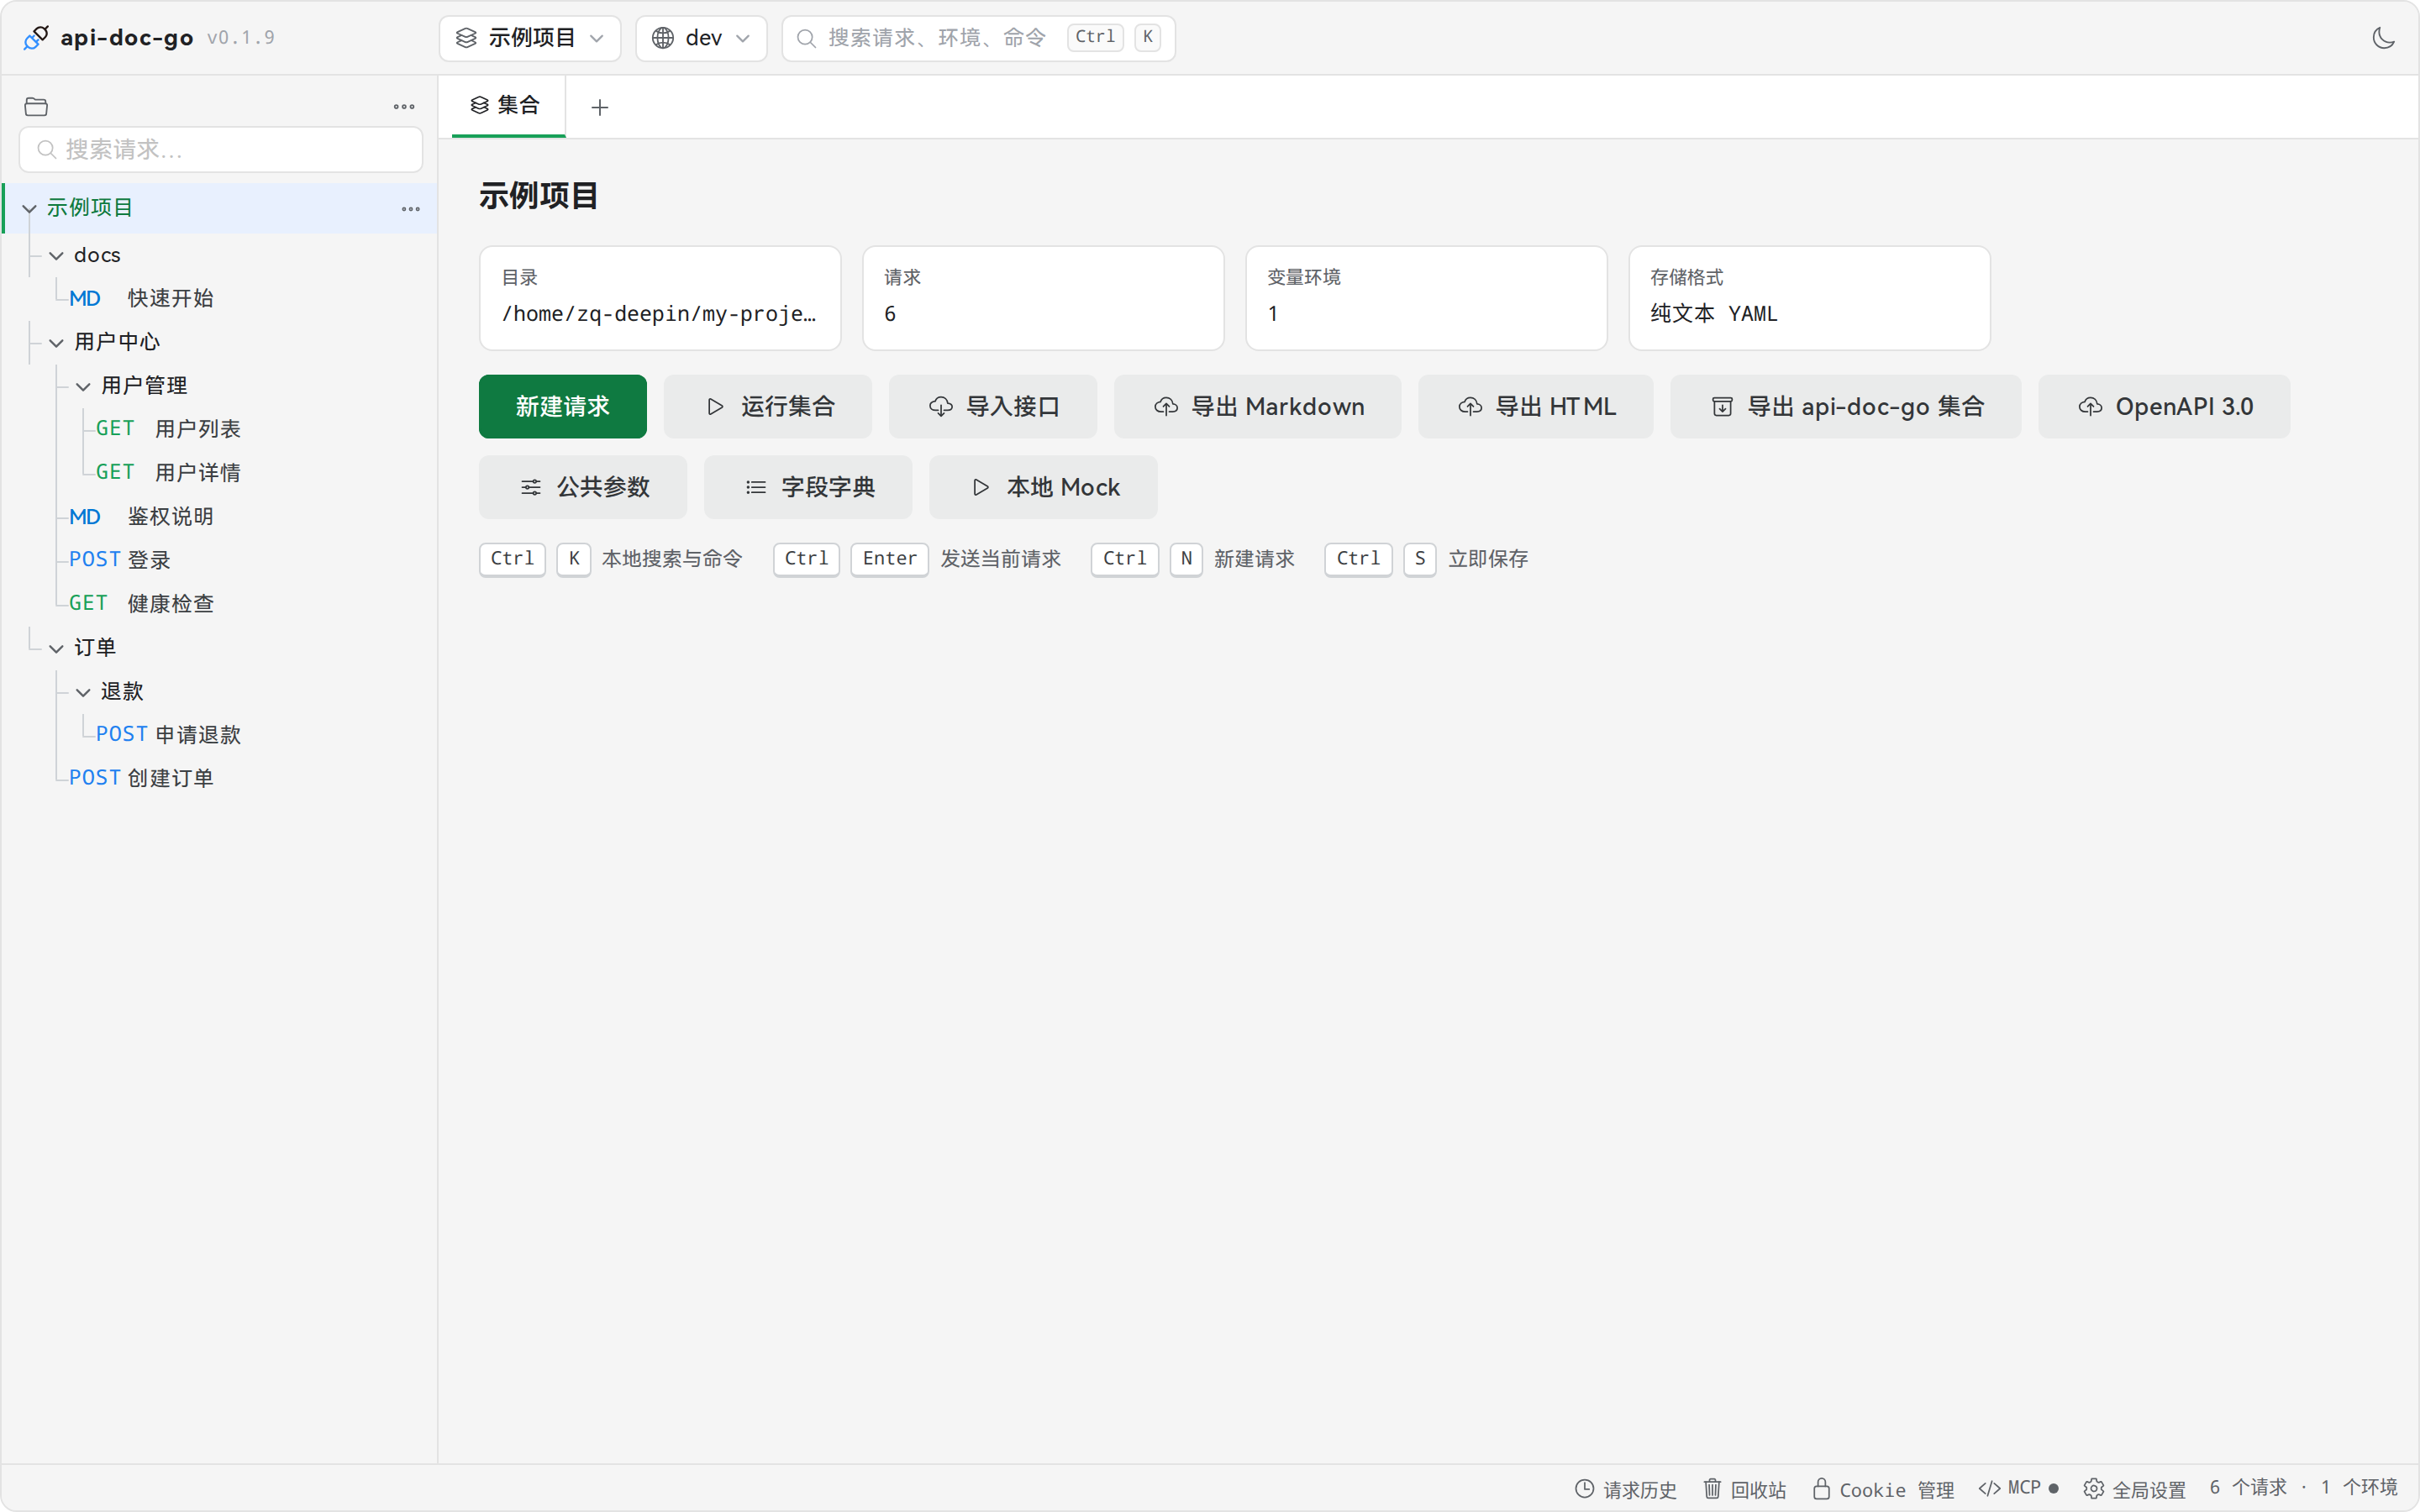 api-doc-go v0.1.9 示例项目 dev 搜索请求、环境、命令 Ctrl K
集合
搜索请求...
示例项目
docs
MD 快速开始
用户中心
用户管理
GET 用户列表
GET 用户详情
MD 鉴权说明
POST 登录
GET 健康检查
订单
退款
POST 申请退款
POST 创建订单
示例项目
目录
/home/zq-deepin/my-proje…
请求
6
变量环境
1
存储格式
纯文本 YAML
新建请求 运行集合 导入接口 导出 Markdown 导出 HTML 导出 api-doc-go 集合 OpenAPI 3.0
公共参数 字段字典 本地 Mock
Ctrl K 本地搜索与命令 Ctrl Enter 发送当前请求 Ctrl N 新建请求 Ctrl S 立即保存
请求历史 回收站 Cookie 管理 MCP 全局设置 6 个请求 · 1 个环境